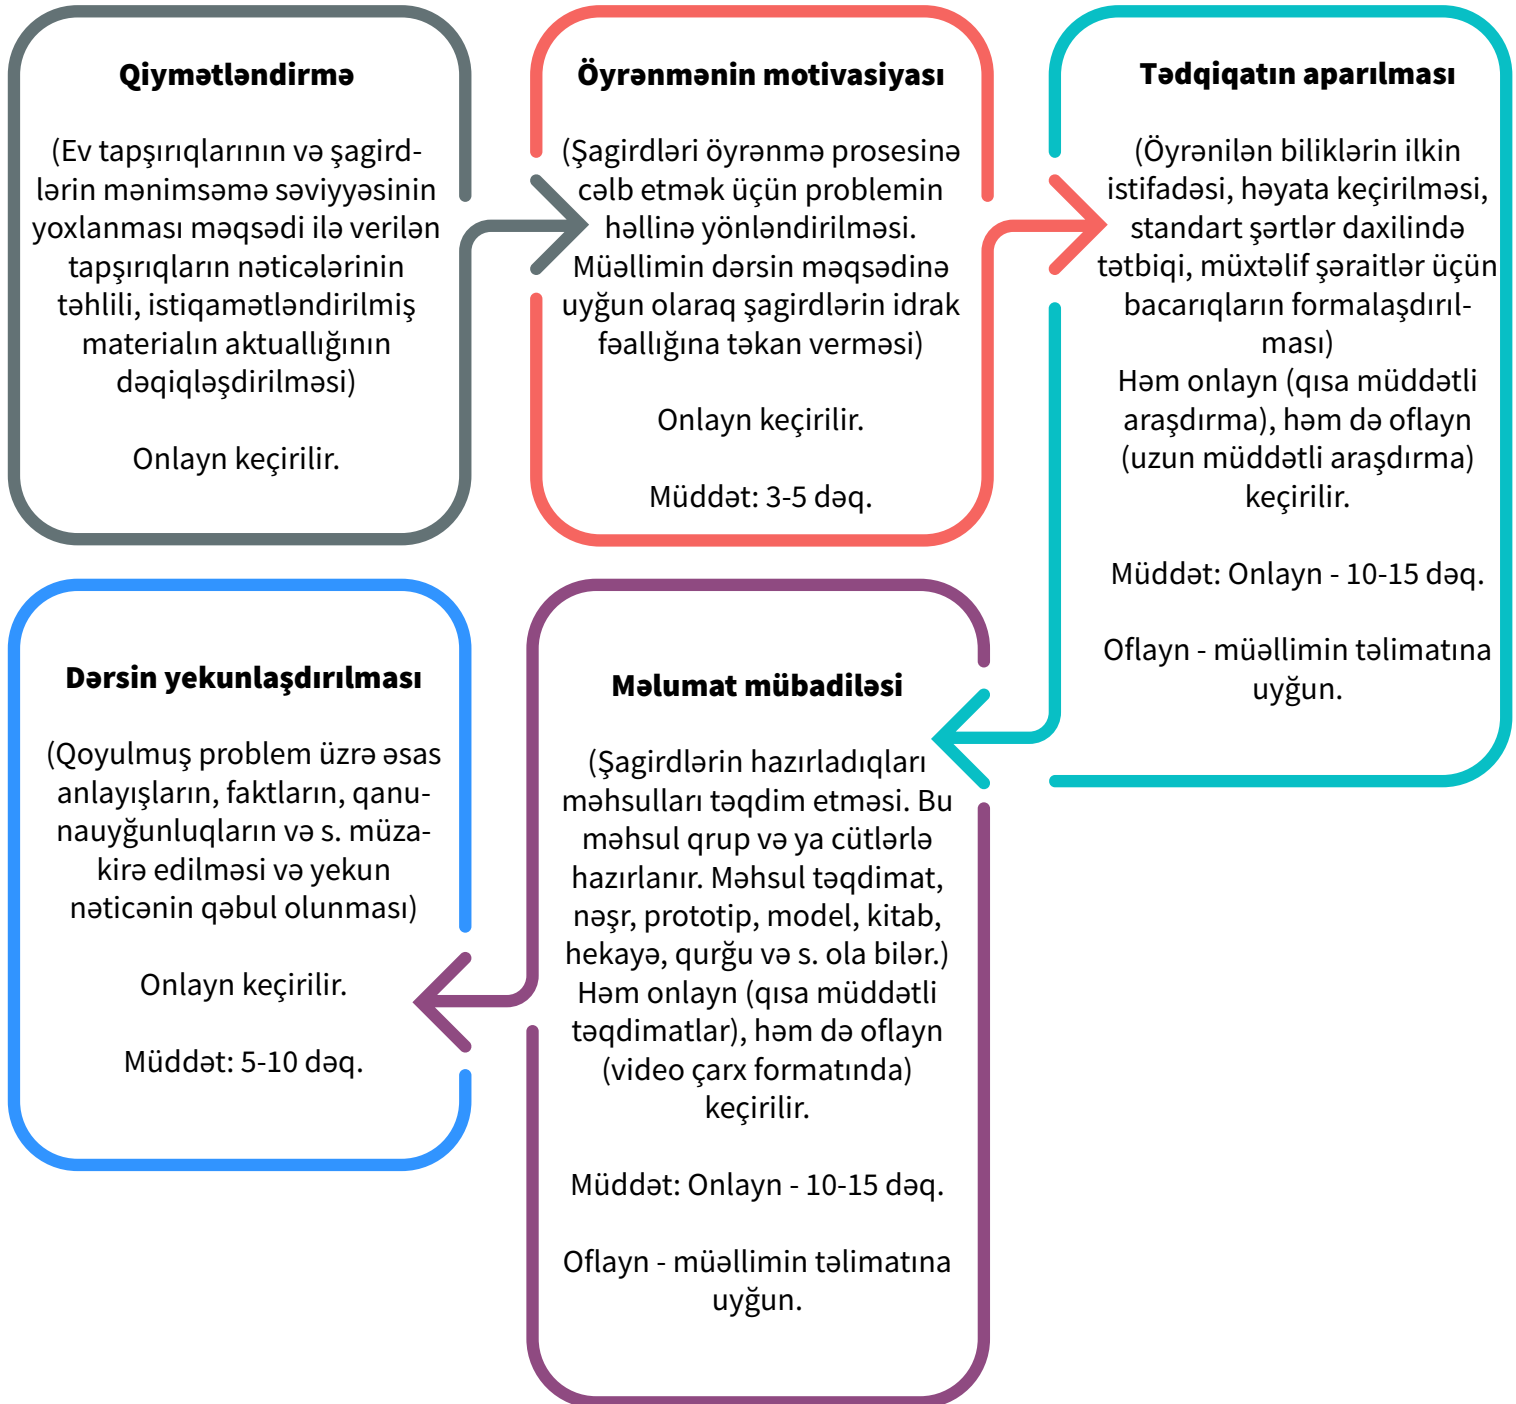 Qiymətləndirmə
(Ev tapşırıqlarının və şagird-
lərin mənimsəmə səviyyəsinin
yoxlanması məqsədi ilə verilən
tapşırıqların nəticələrinin
təhlili, istiqamətləndirilmiş
materialın aktuallığının
dəqiqləşdirilməsi)
Onlayn keçirilir.
Öyrənmənin motivasiyası
(Şagirdləri öyrənmə prosesinə
cəlb etmək üçün problemin
həllinə yönləndirilməsi.
Müəllimin dərsin məqsədinə
uyğun olaraq şagirdlərin idrak
fəallığına təkan verməsi)
Onlayn keçirilir.
Müddət: 3-5 dəq.
Tədqiqatın aparılması
(Öyrənilən biliklərin ilkin
istifadəsi, həyata keçirilməsi,
standart şərtlər daxilində
tətbiqi, müxtəlif şəraitlər üçün
bacarıqların formalaşdırıl-
ması)
Həm onlayn (qısa müddətli
araşdırma), həm də oflayn
(uzun müddətli araşdırma)
keçirilir.
Müddət: Onlayn - 10-15 dəq.
Oflayn - müəllimin təlimatına
uyğun.
Məlumat mübadiləsi
(Şagirdlərin hazırladıqları
məhsulları təqdim etməsi. Bu
məhsul qrup və ya cütlərlə
hazırlanır. Məhsul təqdimat,
nəşr, prototip, model, kitab,
hekayə, qurğu və s. ola bilər.)
Həm onlayn (qısa müddətli
təqdimatlar), həm də oflayn
(video çarx formatında)
keçirilir.
Müddət: Onlayn - 10-15 dəq.
Oflayn - müəllimin təlimatına
uyğun.
Dərsin yekunlaşdırılması
(Qoyulmuş problem üzrə əsas
anlayışların, faktların, qanu-
nauyğunluqların və s. müza-
kirə edilməsi və yekun
nəticənin qəbul olunması)
Onlayn keçirilir.
Müddət: 5-10 dəq.